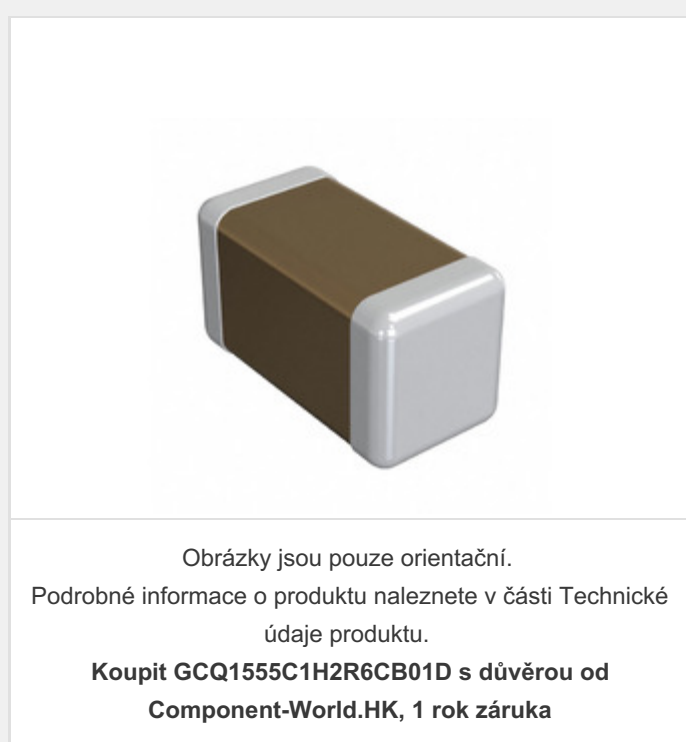 Obrázky jsou pouze orientační.
Podrobné informace o produktu naleznete v části Technické
údaje produktu.
Koupit GCQ1555C1H2R6CB01D s důvěrou od
Component-World.HK, 1 rok záruka